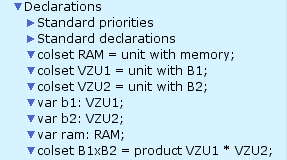 Declarations
Standard priorities
Standard declarations
colset RAM = unit with memory;
colset VZU1 = unit with B1;
colset VZU2 = unit with B2;
var b1: VZU1;
var b2: VZU2;
var ram: RAM;
colset B1xB2 = product VZU1 * VZU2;